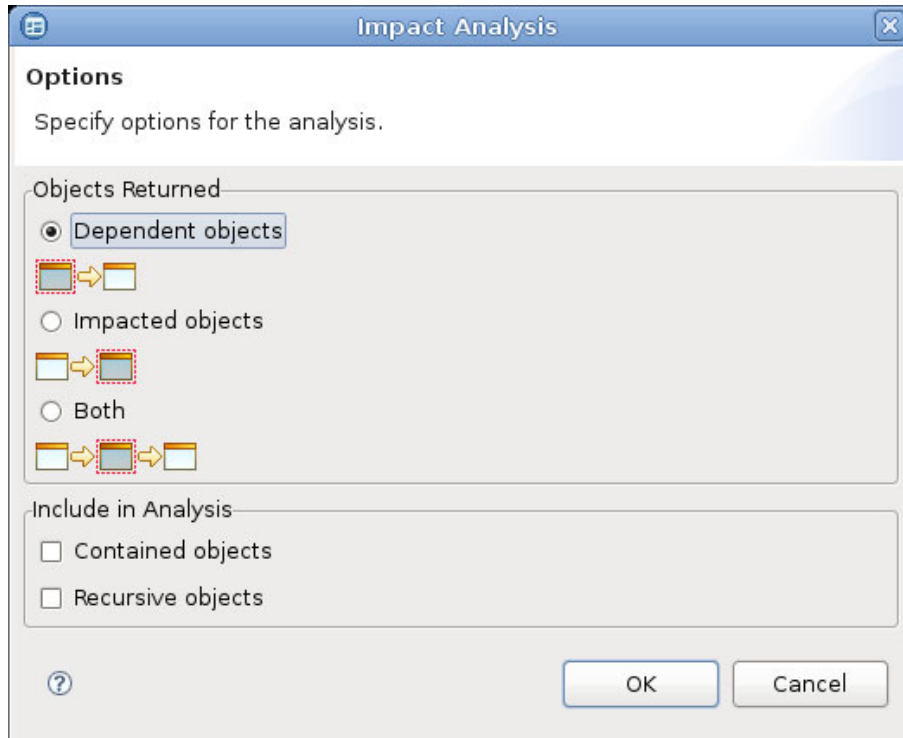 Impact Analysis
Options
Specify options for the analysis.
Objects Returned
Dependent objects
Impacted objects
Both
Include in Analysis
Contained objects
Recursive objects
?
OK
Cancel